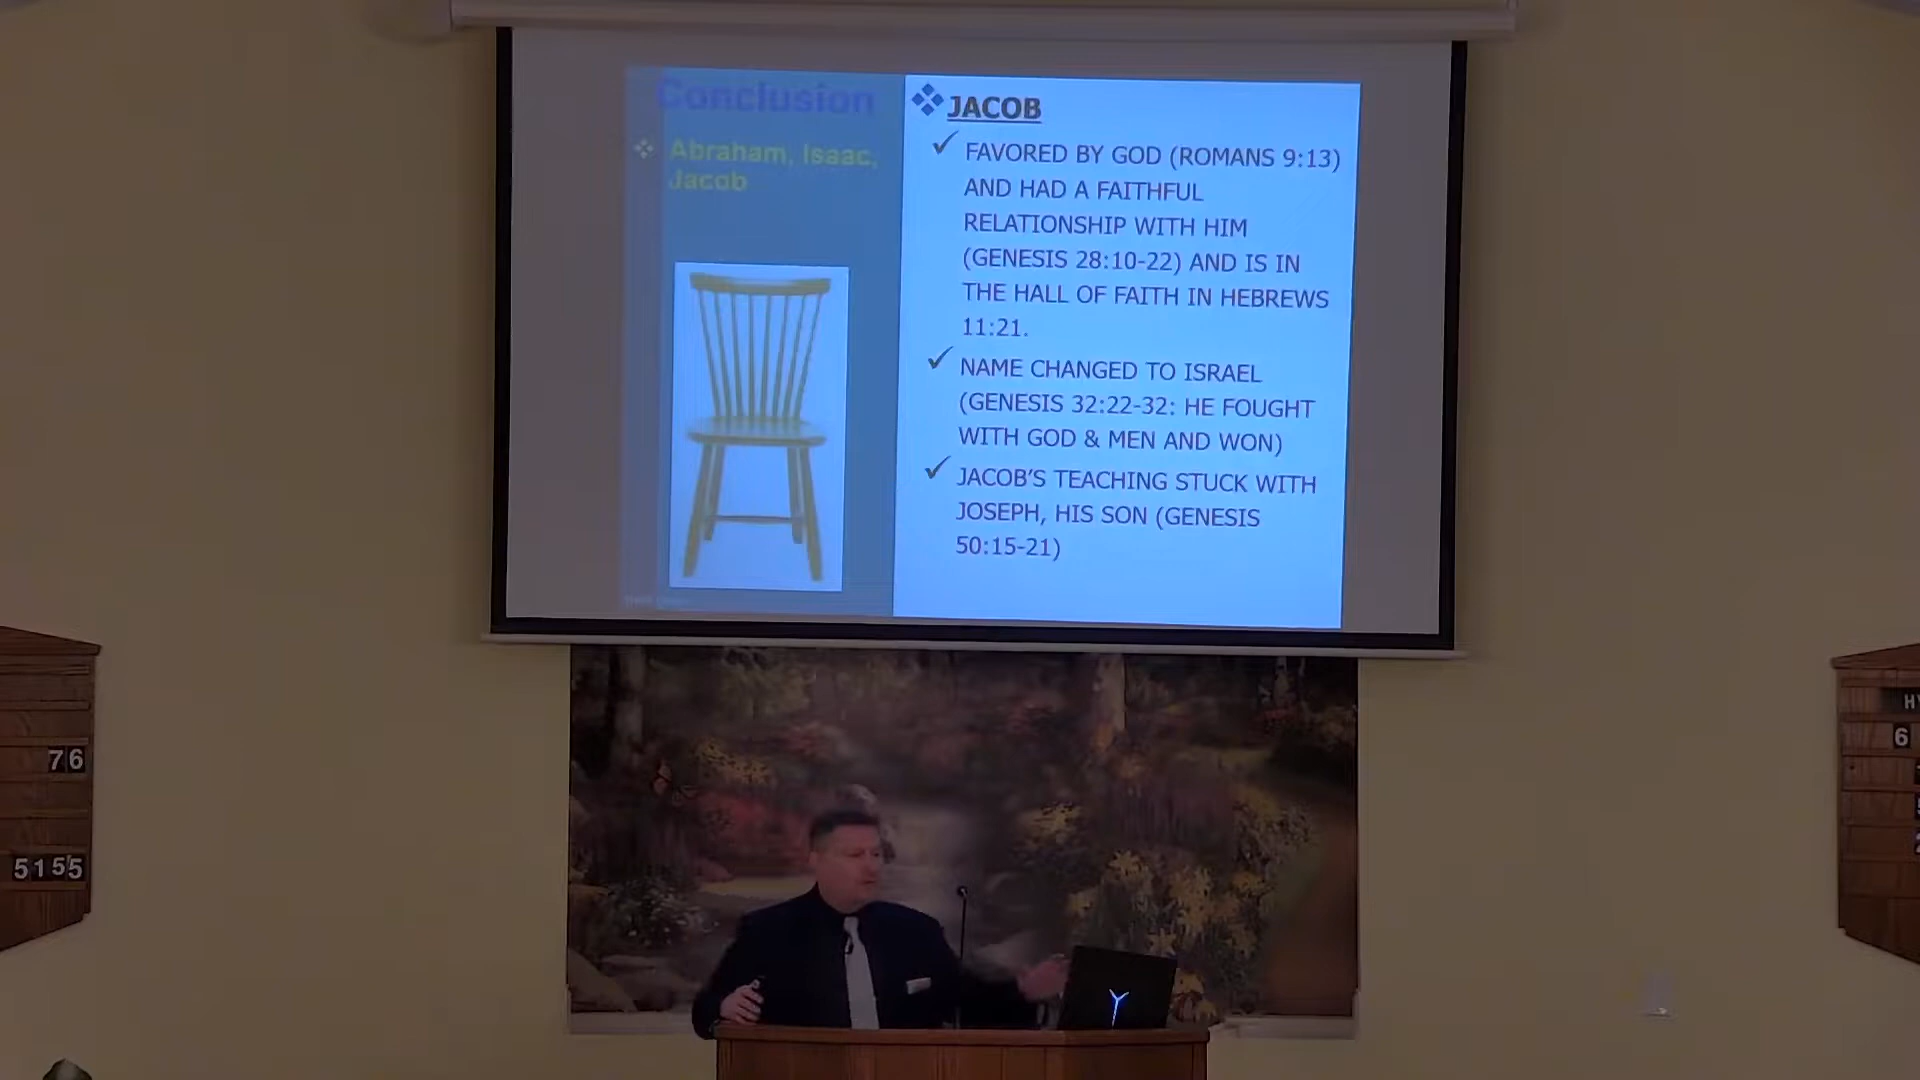 Conclusion
Abraham, Isaac,
Jacob
JACOB
FAVORED BY GOD (ROMANS 9:13)
AND HAD A FAITHFUL
RELATIONSHIP WITH HIM
(GENESIS 28:10-22) AND IS IN
THE HALL OF FAITH IN HEBREWS
11:21.
NAME CHANGED TO ISRAEL
(GENESIS 32:22-32: HE FOUGHT
WITH GOD & MEN AND WON)
JACOB'S TEACHING STUCK WITH
JOSEPH, HIS SON (GENESIS
50:15-21)
76
5155
6